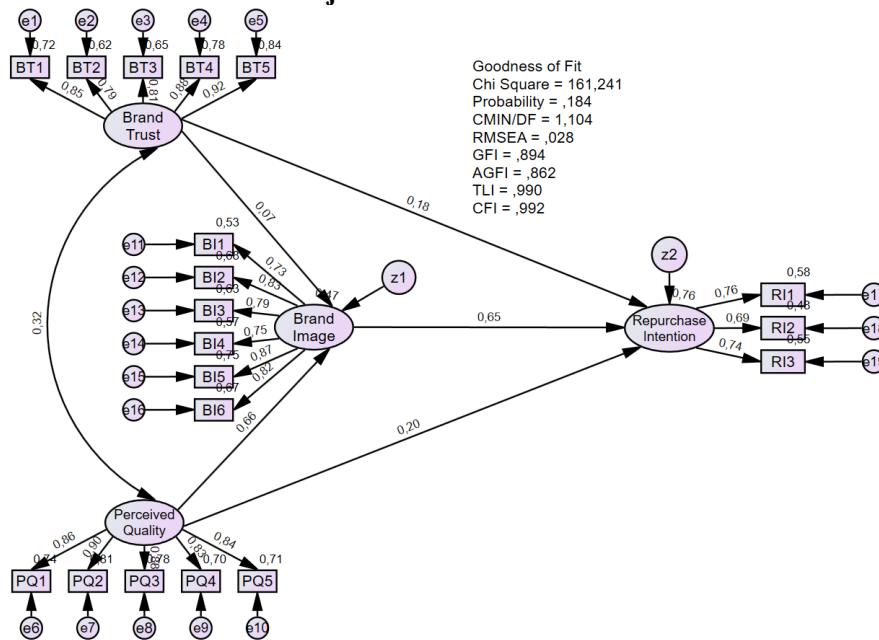 e1 e2 e3 e4 e5
0,72 0,62 0,65 0,78 0,84
BT1 BT2 BT3 BT4 BT5
0,85 0,79 0,81 0,88 0,92
Brand
Trust
Goodness of Fit
Chi Square = 161,241
Probability = ,184
CMIN/DF = 1,104
RMSEA = ,028
GFI = ,894
AGFI = ,862
TLI = ,990
CFI = ,992
0,18
0,07
0,32
0,53
e11 BI1 0,73
0,68
e12 BI2 0,83
0,63
e13 BI3 0,79
0,57
e14 BI4 0,75
0,75
e15 BI5 0,87
0,67
e16 BI6 0,82
z1
Brand
Image
0,65
z2
0,76
Repurchase
Intention
0,58
0,76 RI1
0,48
0,69 RI2
0,55
0,74 RI3
0,66
0,20
Perceived
Quality
0,86 0,90 0,83 0,84
0,74 0,81 0,78 0,70 0,71
PQ1 PQ2 PQ3 PQ4 PQ5
e6 e7 e8 e9 e10